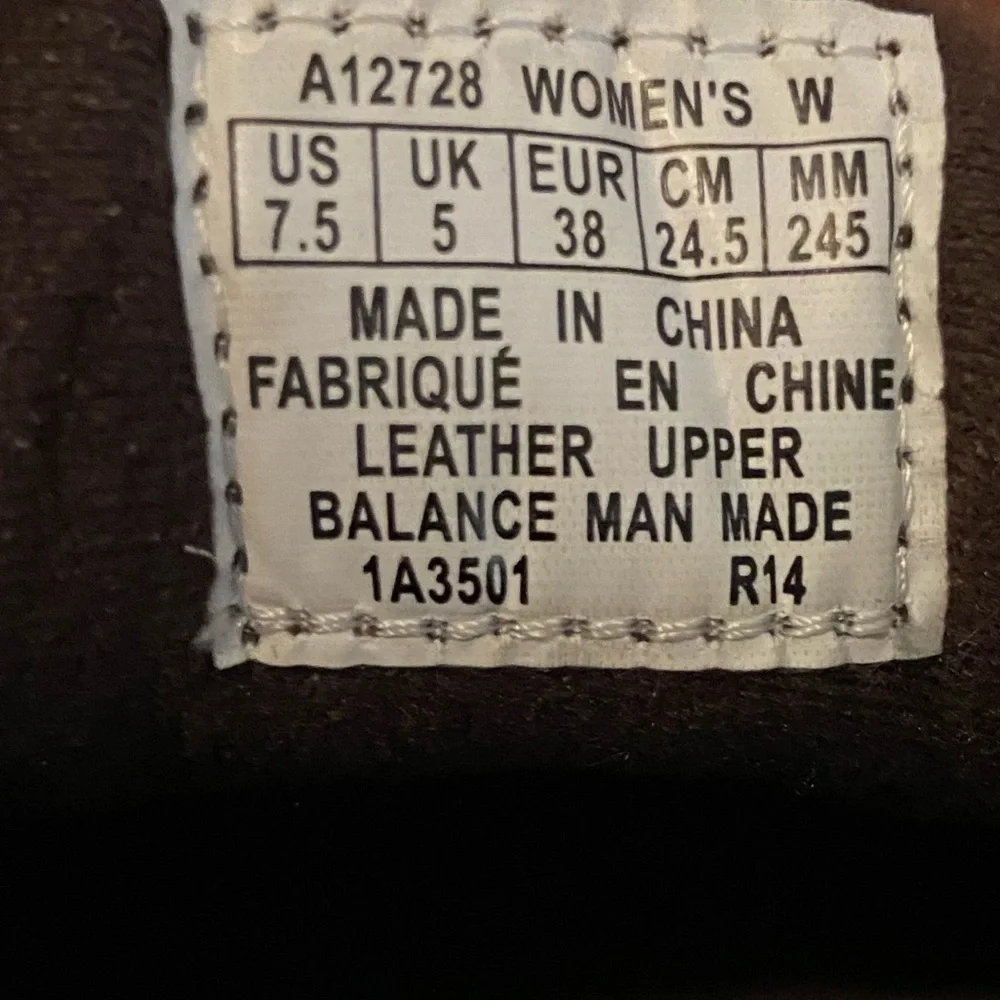 A12728 WOMEN'S W
US UK EUR CM MM
7.5 5 38 24.5 245
MADE IN CHINA
FABRIQUÉ EN CHINE
LEATHER UPPER
BALANCE MAN MADE
1A3501 R14